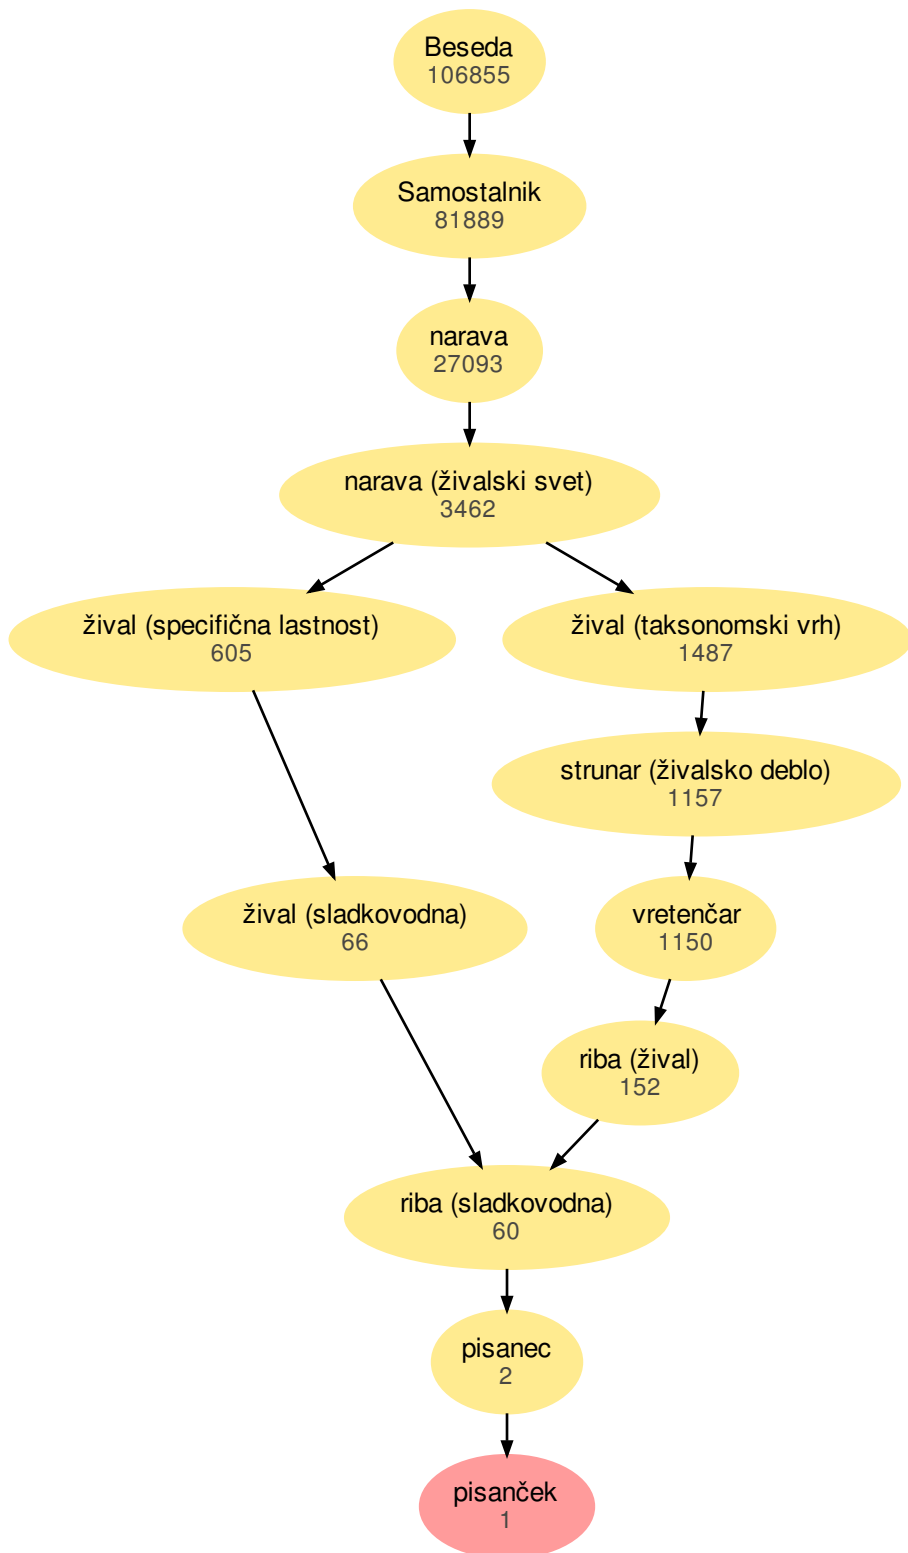 Beseda
106855
Samostalnik
81889
narava
27093
narava (živalski svet)
3462
žival (specifična lastnost)
605
žival (taksonomski vrh)
1487
strunar (živalsko deblo)
1157
žival (sladkovodna)
66
vretenčar
1150
riba (žival)
152
riba (sladkovodna)
60
pisanec
2
pisanček
1